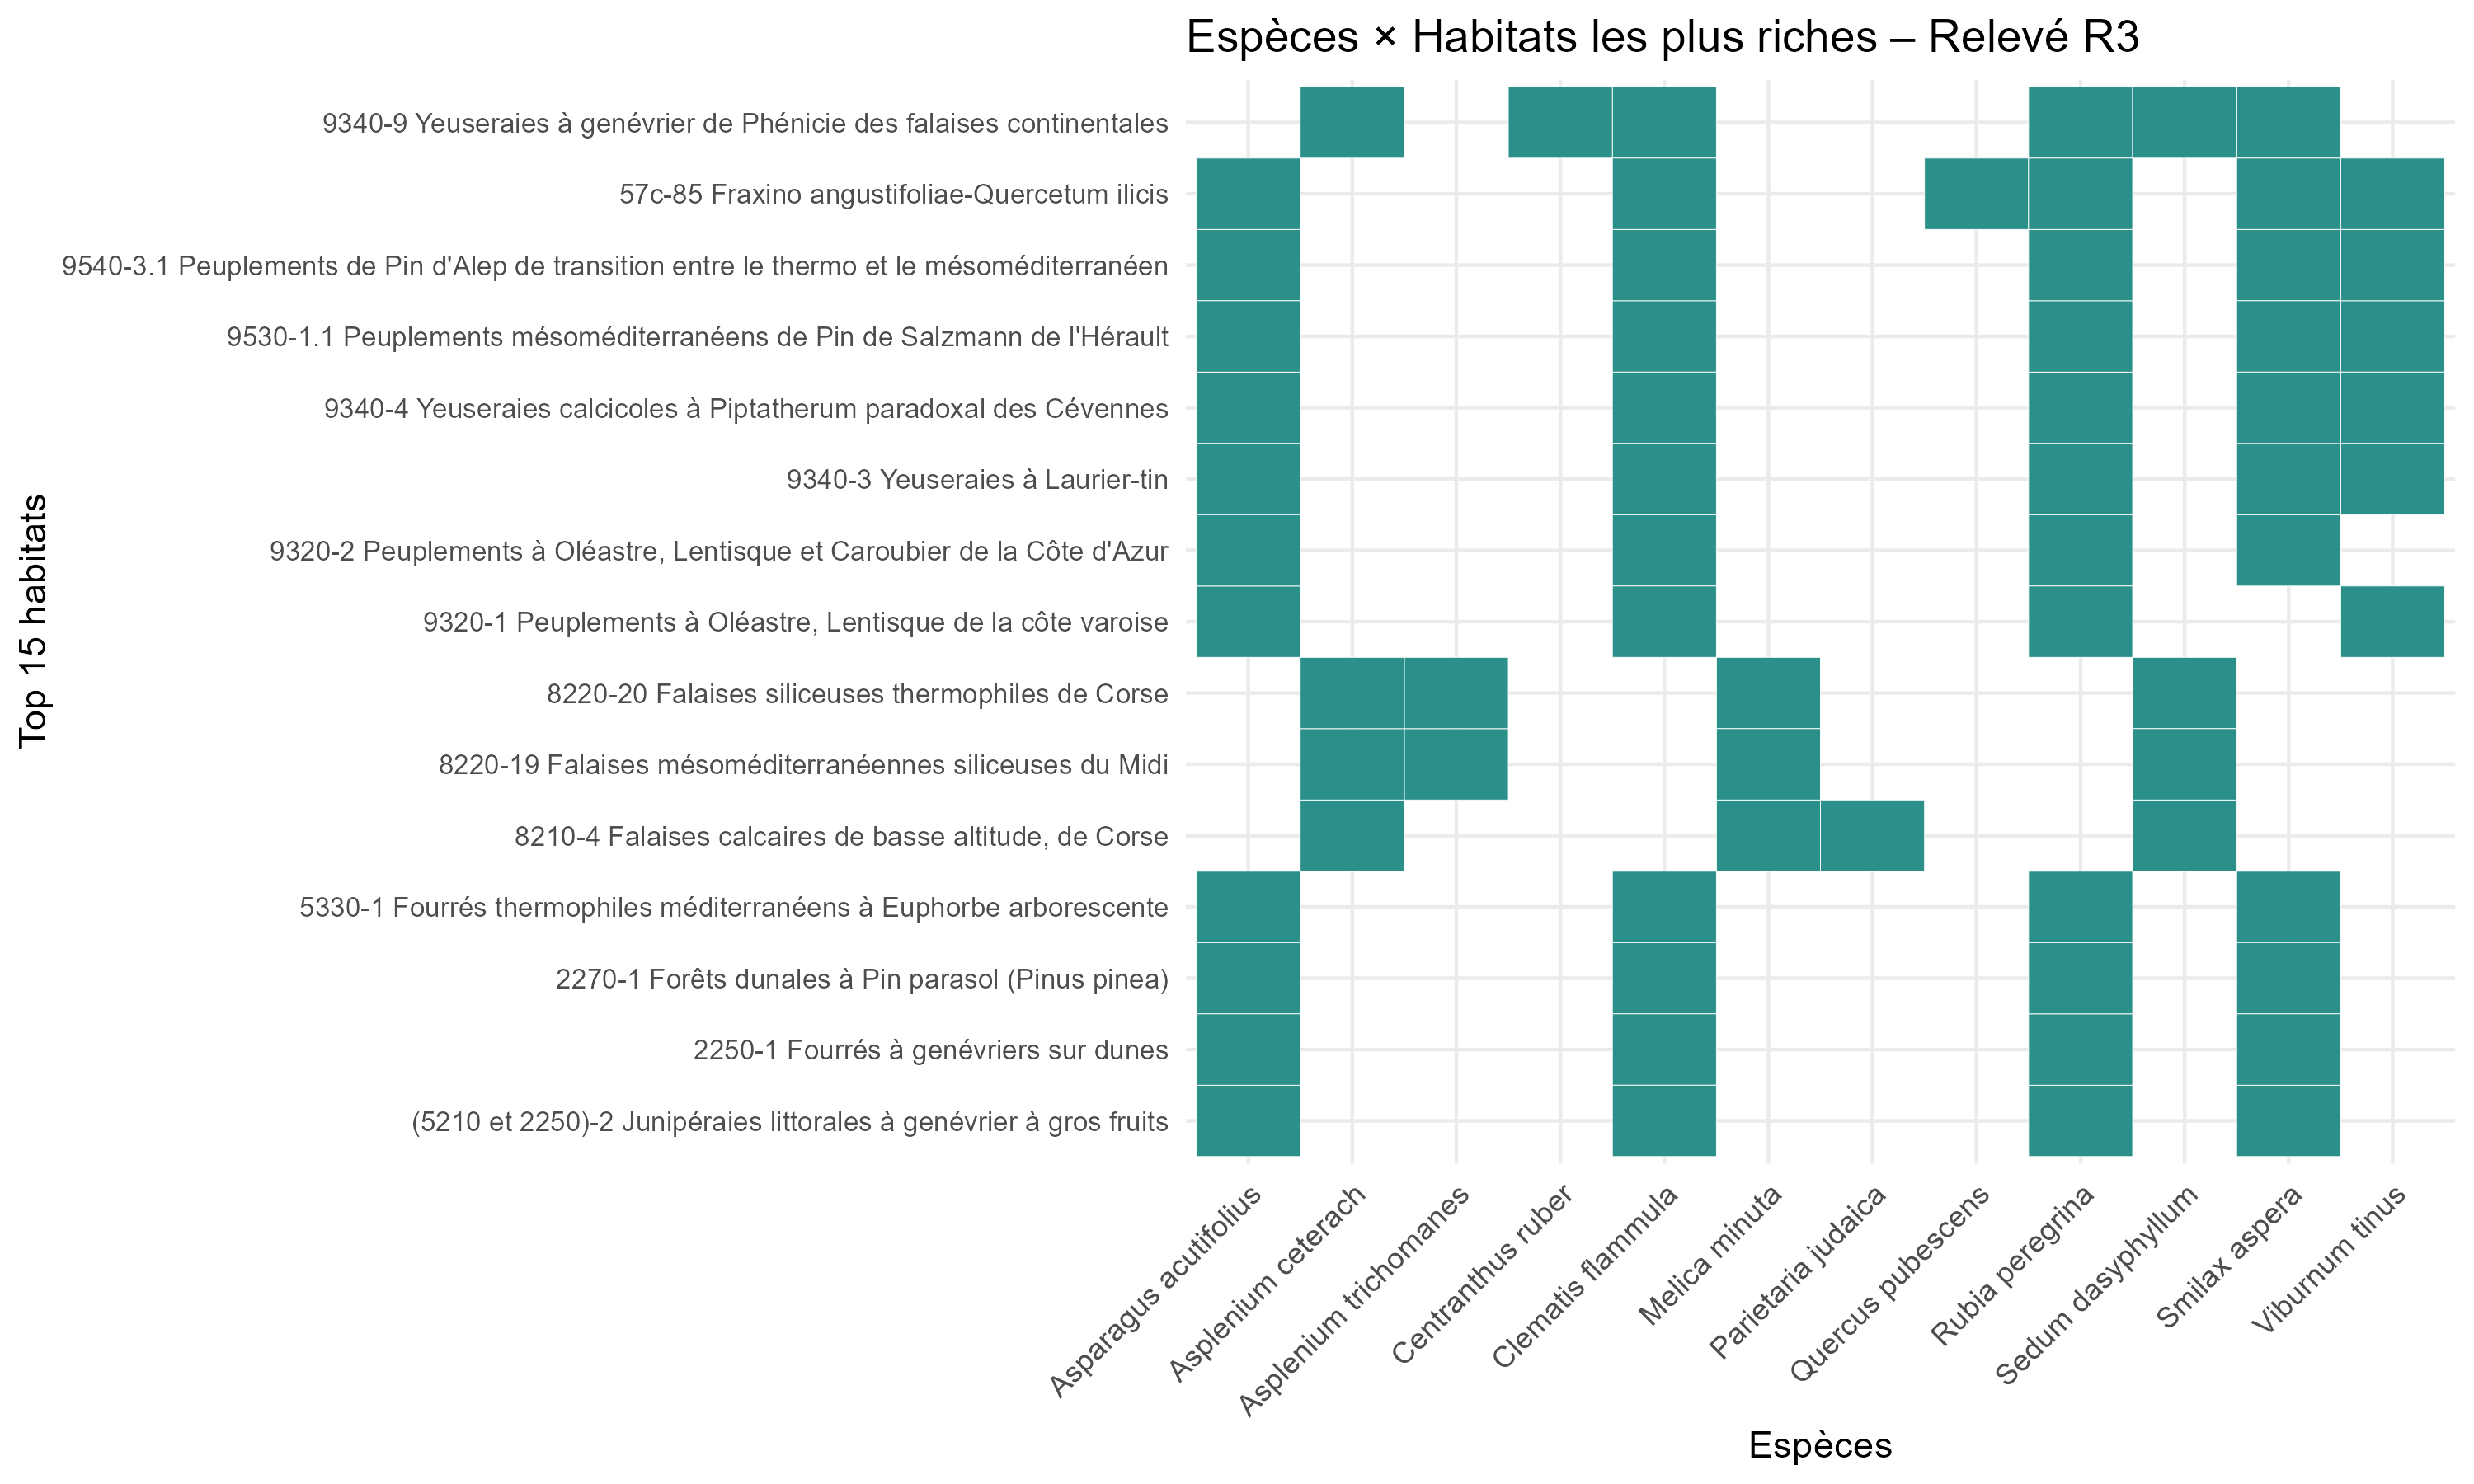 Espèces × Habitats les plus riches – Relevé R3
Top 15 habitats
9340-9 Yeuseraies à genévrier de Phénicie des falaises continentales
57c-85 Fraxino angustifoliae-Quercetum ilicis
9540-3.1 Peuplements de Pin d'Alep de transition entre le thermo et le mésoméditerranéen
9530-1.1 Peuplements mésoméditerranéens de Pin de Salzmann de l'Hérault
9340-4 Yeuseraies calcicoles à Piptatherum paradoxal des Cévennes
9340-3 Yeuseraies à Laurier-tin
9320-2 Peuplements à Oléastre, Lentisque et Caroubier de la Côte d'Azur
9320-1 Peuplements à Oléastre, Lentisque de la côte varoise
8220-20 Falaises siliceuses thermophiles de Corse
8220-19 Falaises mésoméditerranéennes siliceuses du Midi
8210-4 Falaises calcaires de basse altitude, de Corse
5330-1 Fourrés thermophiles méditerranéens à Euphorbe arborescente
2270-1 Forêts dunales à Pin parasol (Pinus pinea)
2250-1 Fourrés à genévriers sur dunes
(5210 et 2250)-2 Junipéraies littorales à genévrier à gros fruits
Asparagus acutifolius
Asplenium ceterach
Asplenium trichomanes
Centranthus ruber
Clematis flammula
Melica minuta
Parietaria judaica
Quercus pubescens
Rubia peregrina
Sedum dasyphyllum
Smilax aspera
Viburnum tinus
Espèces